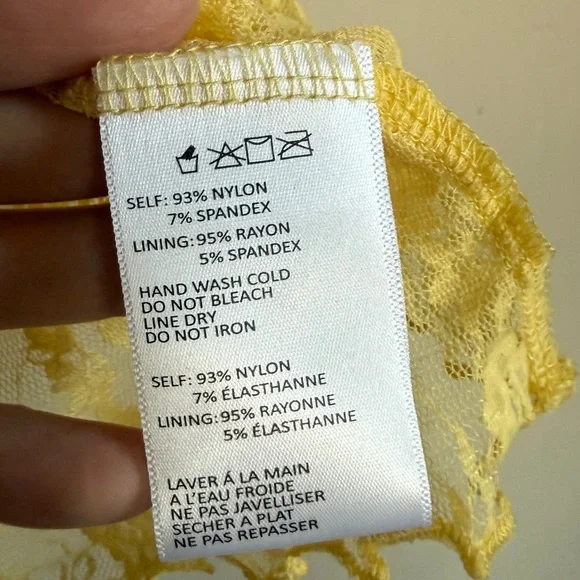 SELF: 93% NYLON
7% SPANDEX
LINING: 95% RAYON
5% SPANDEX
HAND WASH COLD
DO NOT BLEACH
LINE DRY
DO NOT IRON
SELF: 93% NYLON
7% ÉLASTHANNE
LINING: 95% RAYONNE
5% ÉLASTHANNE
LAVER Á LA MAIN
A L'EAU FROIDE
NE PAS JAVELLISER
SECHER A PLAT
NE PAS REPASSER